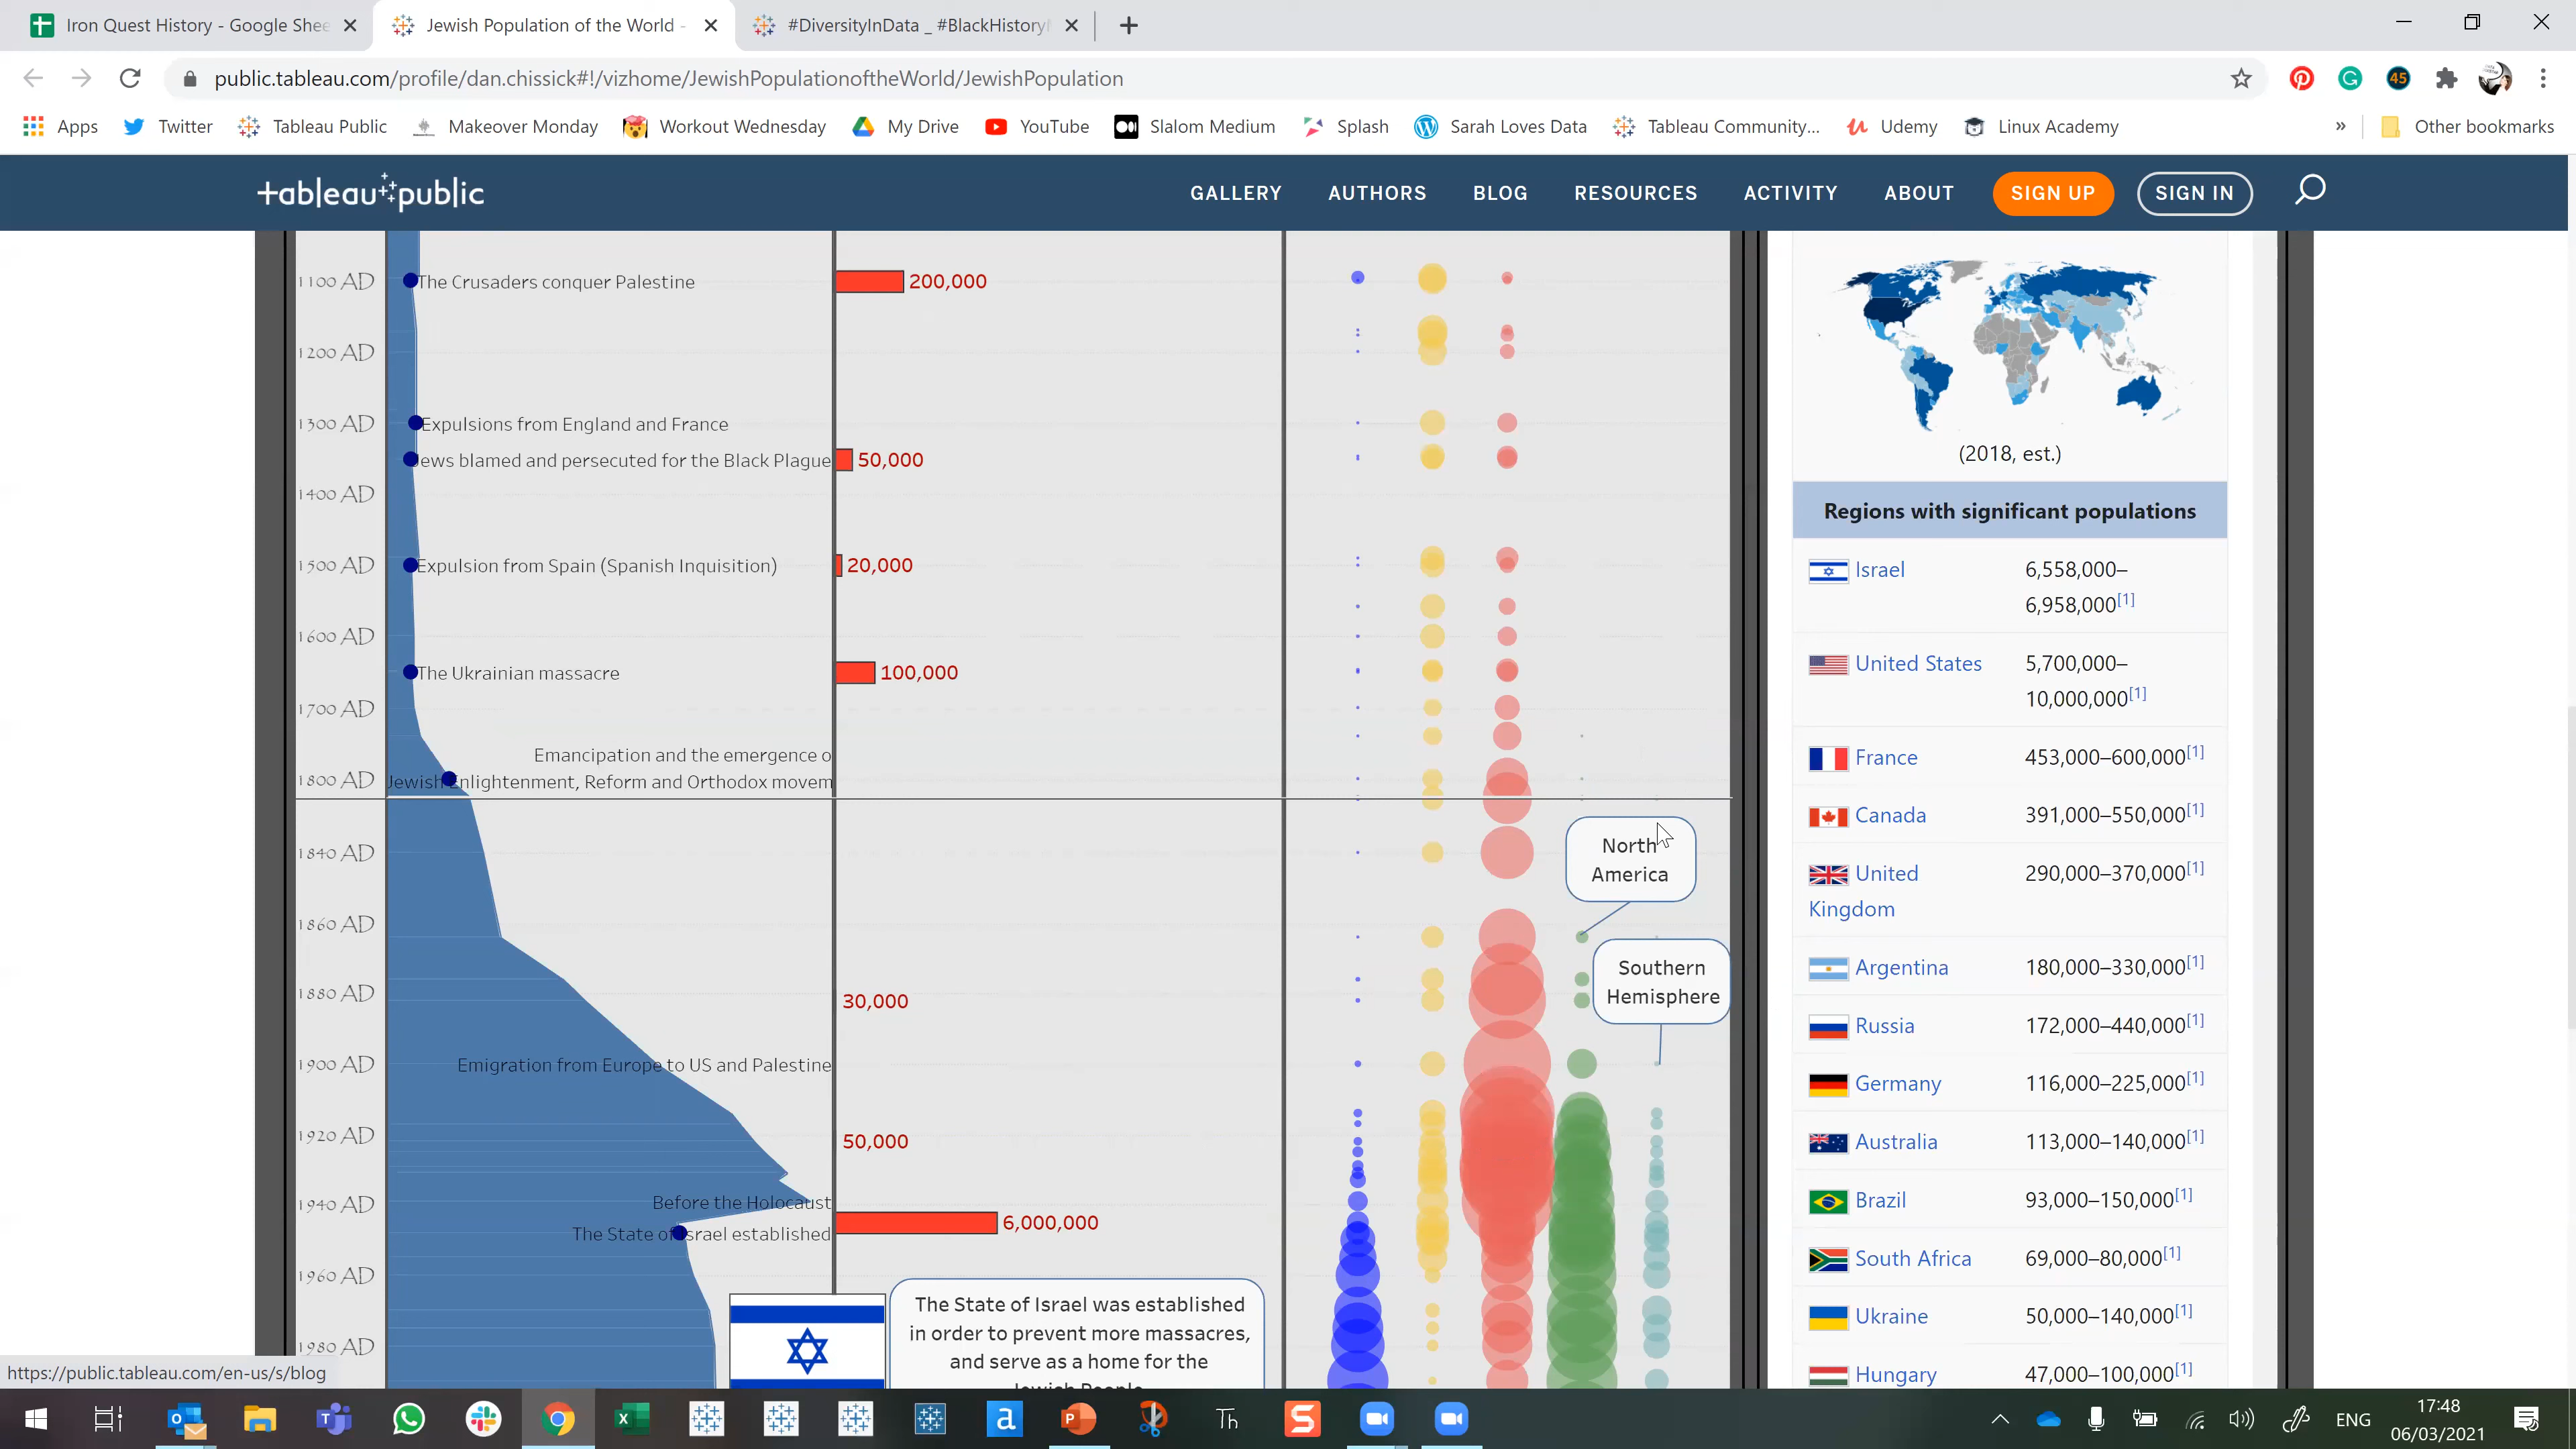 Iron Quest History - Google Shee
Jewish Population of the World -
#DiversityInData _ #BlackHistory
public.tableau.com/profile/dan.chissick#!/vizhome/JewishPopulationoftheWorld/JewishPopulation
45
Apps
Twitter
Tableau Public
Makeover Monday
Workout Wednesday
My Drive
YouTube
Slalom Medium
Splash
Sarah Loves Data
Tableau Community...
Udemy
Linux Academy
»
Other bookmarks
+ableau public
GALLERY
AUTHORS
BLOG
RESOURCES
ACTIVITY
ABOUT
SIGN UP
SIGN IN
1100 AD
The Crusaders conquer Palestine
200,000
1200 AD
1300 AD
Expulsions from England and France
Jews blamed and persecuted for the Black Plague
50,000
1400 AD
1500 AD
Expulsion from Spain (Spanish Inquisition)
20,000
1600 AD
The Ukrainian massacre
100,000
1700 AD
Emancipation and the emergence o
1800 AD
Jewish Enlightenment, Reform and Orthodox movem
1840 AD
North
America
1860 AD
Southern
Hemisphere
1880 AD
30,000
1900 AD
Emigration from Europe to US and Palestine
1920 AD
50,000
1940 AD
Before the Holocaust
6,000,000
The State of Israel established
1960 AD
1980 AD
The State of Israel was established
in order to prevent more massacres,
and serve as a home for the
Jewish People
(2018, est.)
Regions with significant populations
Israel 6,558,000–
6,958,000[1]
United States 5,700,000–
10,000,000[1]
France 453,000–600,000[1]
Canada 391,000–550,000[1]
United 290,000–370,000[1]
Kingdom
Argentina 180,000–330,000[1]
Russia 172,000–440,000[1]
Germany 116,000–225,000[1]
Australia 113,000–140,000[1]
Brazil 93,000–150,000[1]
South Africa 69,000–80,000[1]
Ukraine 50,000–140,000[1]
Hungary 47,000–100,000[1]
https://public.tableau.com/en-us/s/blog
Th
ENG
17:48
06/03/2021